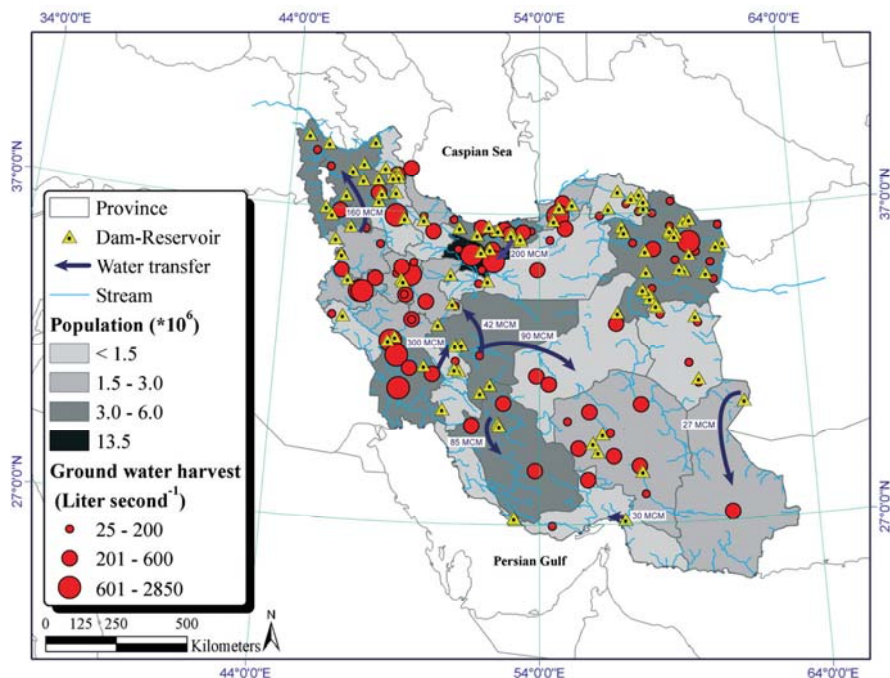 34°0'0"E
44°0'0"E
54°0'0"E
64°0'0"E
37°0'0"N
37°0'0"N
27°0'0"N
27°0'0"N
Caspian Sea
160 MCM
200 MCM
42 MCM
90 MCM
300 MCM
27 MCM
85 MCM
30 MCM
Persian Gulf
Legend
Province
Dam-Reservoir
Water transfer
Stream
Population (*10⁶)
< 1.5
1.5 - 3.0
3.0 - 6.0
13.5
Ground water harvest
(Liter second⁻¹)
25 - 200
201 - 600
601 - 2850
0 125 250 500
Kilometers
N
44°0'0"E
54°0'0"E
64°0'0"E